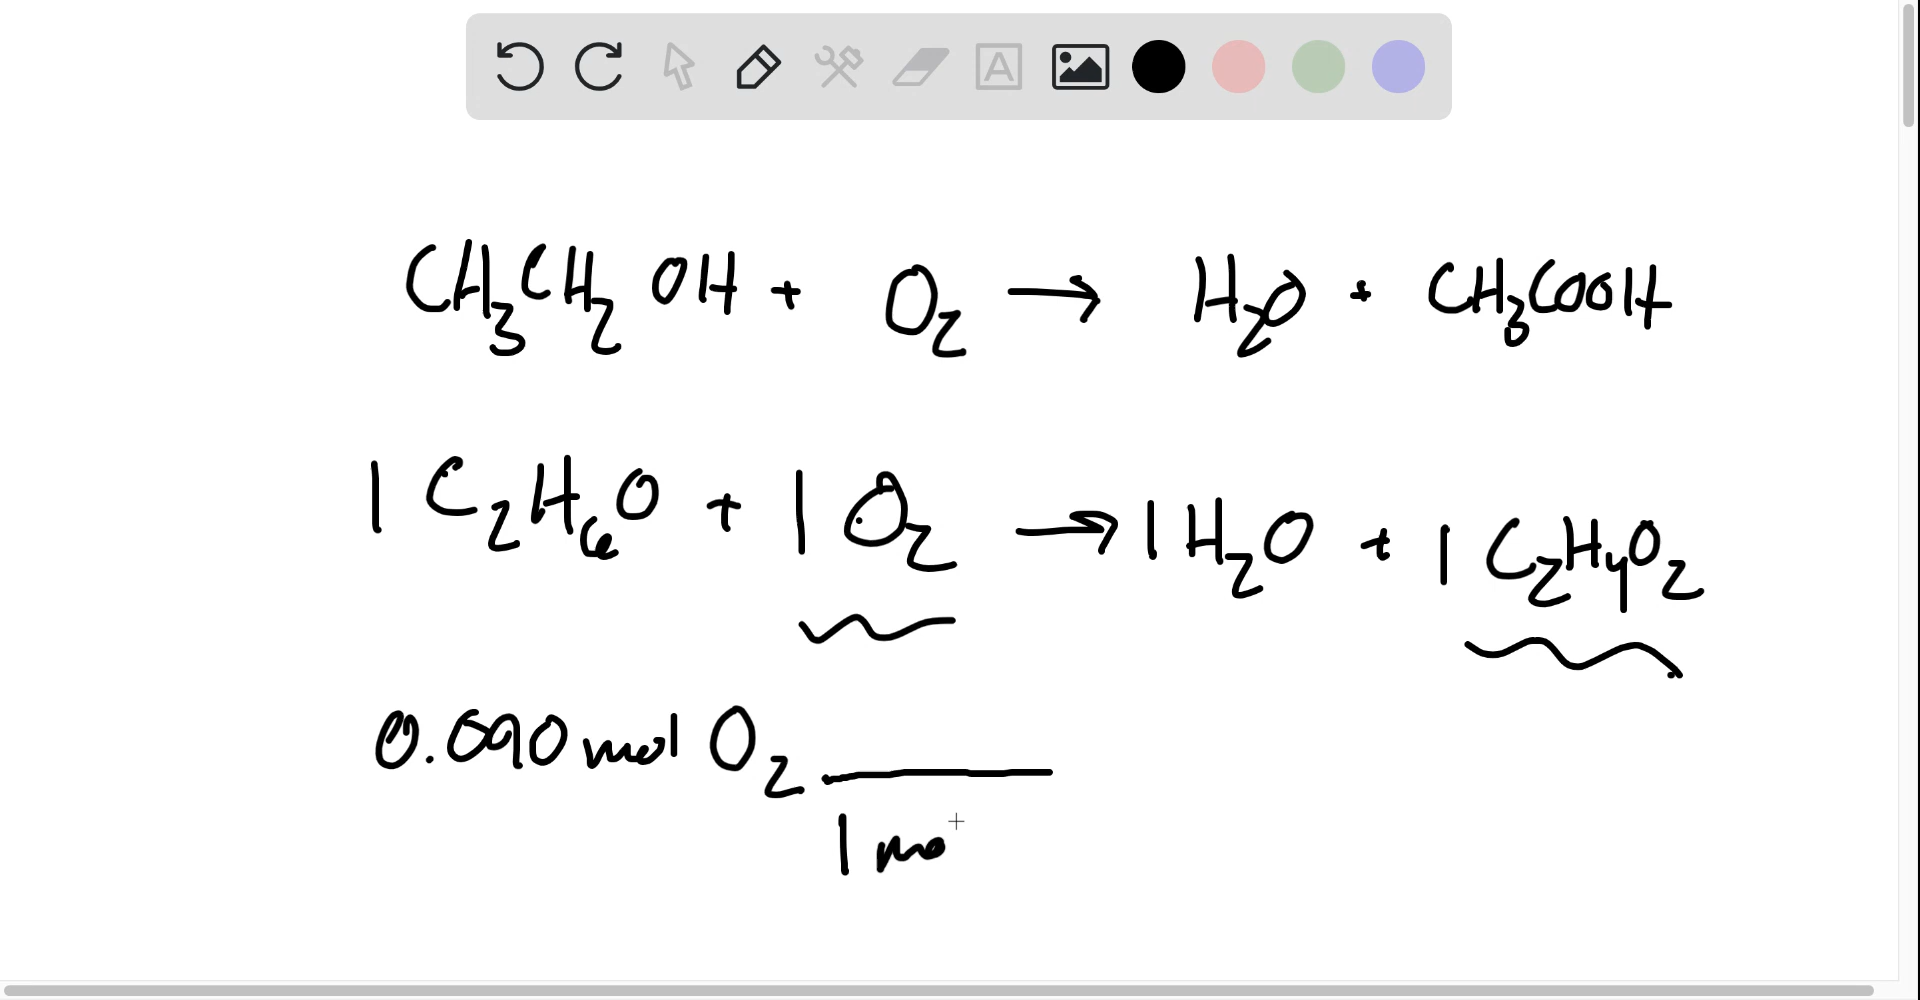 A
CH₃CH₂OH + O₂ → H₂O + CH₃COOH
1 C₂H₆O + 1 O₂ → 1 H₂O + 1 C₂H₄O₂
0.090 mol O₂
1 mo